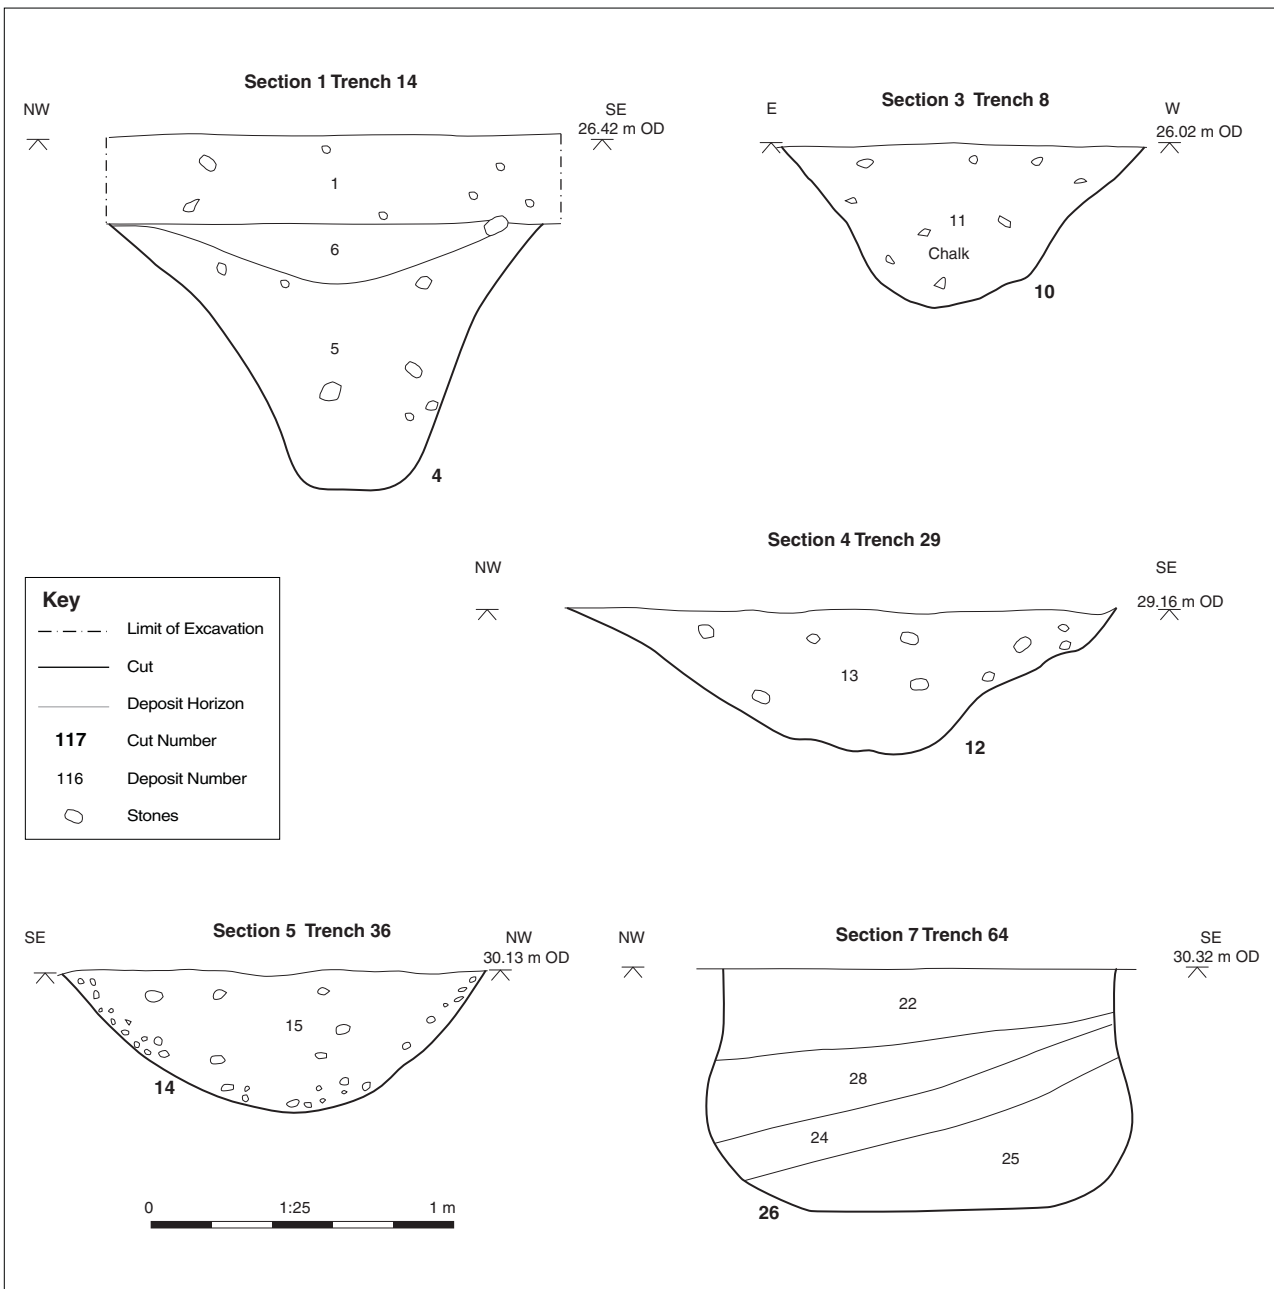 Section 1 Trench 14
NW
SE
26.42 m OD
1
6
5
4
Section 3 Trench 8
E
W
26.02 m OD
11
Chalk
10
Section 4 Trench 29
NW
SE
29.16 m OD
13
12
Key
Limit of Excavation
Cut
Deposit Horizon
117 Cut Number
116 Deposit Number
Stones
Section 5 Trench 36
SE
NW
30.13 m OD
15
14
Section 7 Trench 64
NW
SE
30.32 m OD
22
28
24
25
26
0 1:25 1 m